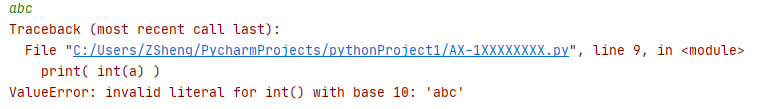 abc
Traceback (most recent call last):
  File "C:/Users/ZSheng/PycharmProjects/pythonProject1/AX-1XXXXXXXX.py", line 9, in <module>
    print( int(a) )
ValueError: invalid literal for int() with base 10: 'abc'